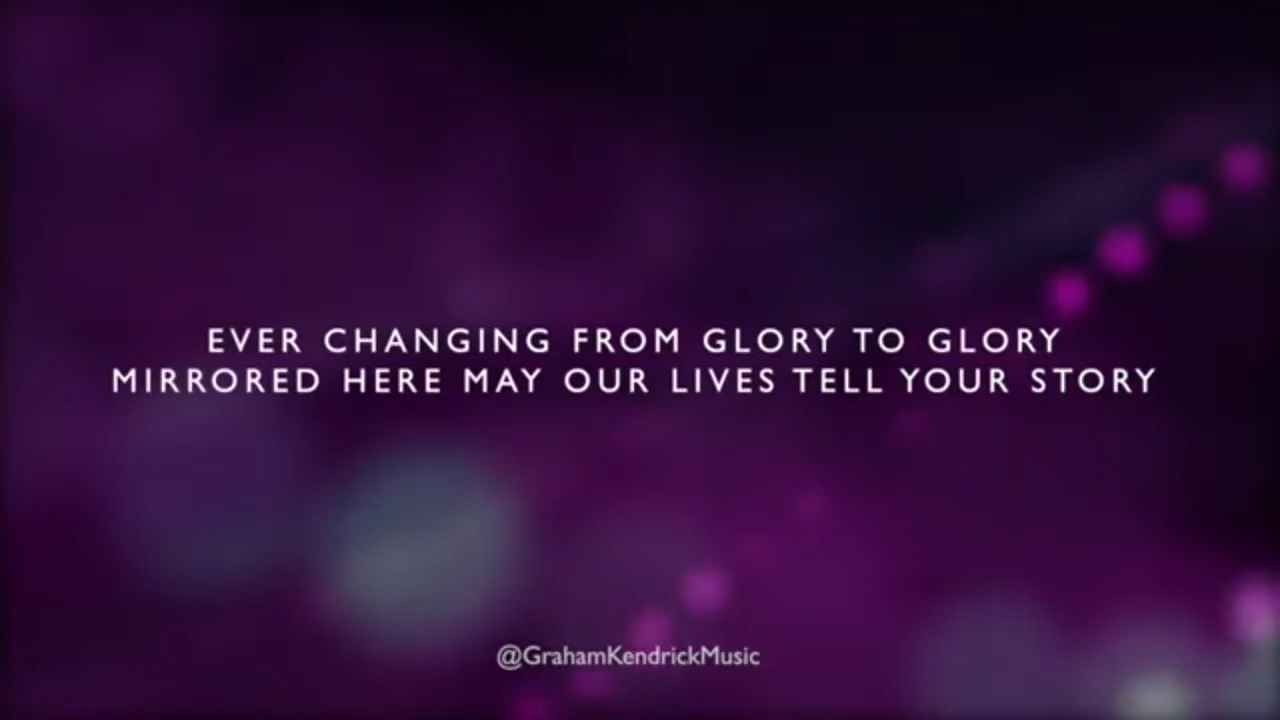 EVER CHANGING FROM GLORY TO GLORY
MIRRORED HERE MAY OUR LIVES TELL YOUR STORY
@GrahamKendrickMusic